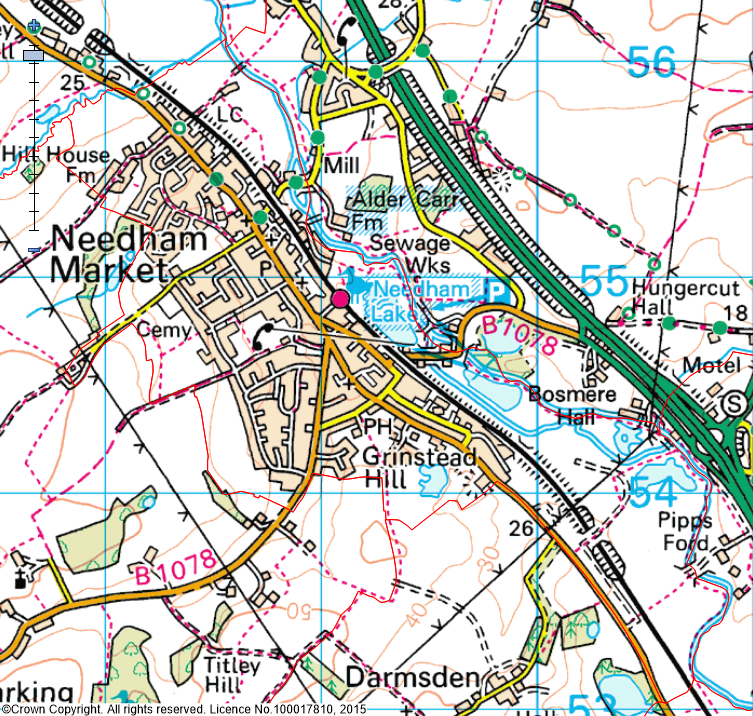 28
56
25
LC
Hill House
Fm
Mill
Alder Carr
Fm
Needham
Market
Sewage
Wks
P
55
Hungercut
Hall
Needham
Lake
P
Cemy
B1078
18
Motel
Bosmere
Hall
S
PH
Grinstead
Hill
54
Pipps
Ford
26
B 1078
30
40
50
Titley
Hill
Darmsden
arking
53
©Crown Copyright. All rights reserved. Licence No.100017810, 2015